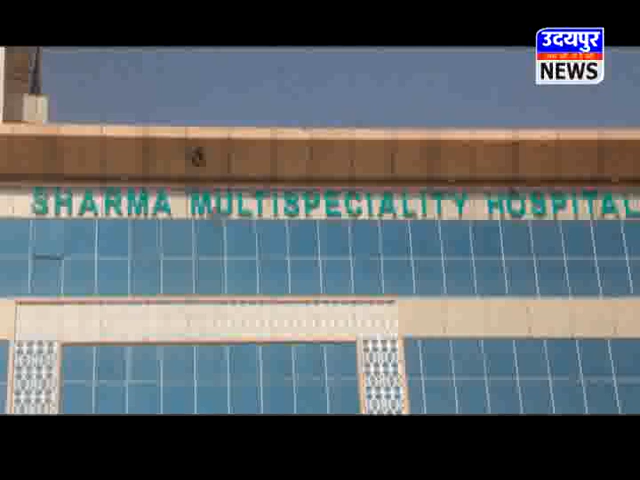 उदयपुर
NEWS
SHARMA MULTISPECIALITY HOSPITAL